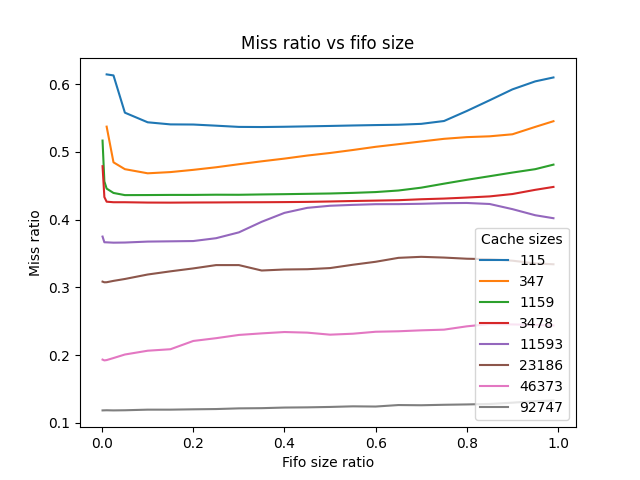 Miss ratio vs fifo size
Miss ratio
0.6
0.5
0.4
0.3
0.2
0.1
Cache sizes
115
347
1159
3478
11593
23186
46373
92747
0.0 0.2 0.4 0.6 0.8 1.0
Fifo size ratio